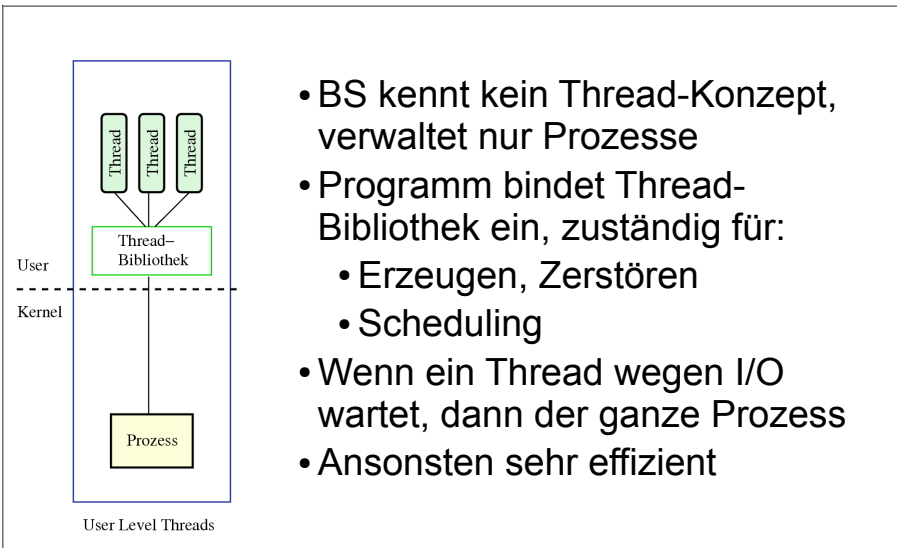 Thread
Thread
Thread
Thread–
Bibliothek
User
Kernel
Prozess
User Level Threads
• BS kennt kein Thread-Konzept,
verwaltet nur Prozesse
• Programm bindet Thread-
Bibliothek ein, zuständig für:
• Erzeugen, Zerstören
• Scheduling
• Wenn ein Thread wegen I/O
wartet, dann der ganze Prozess
• Ansonsten sehr effizient